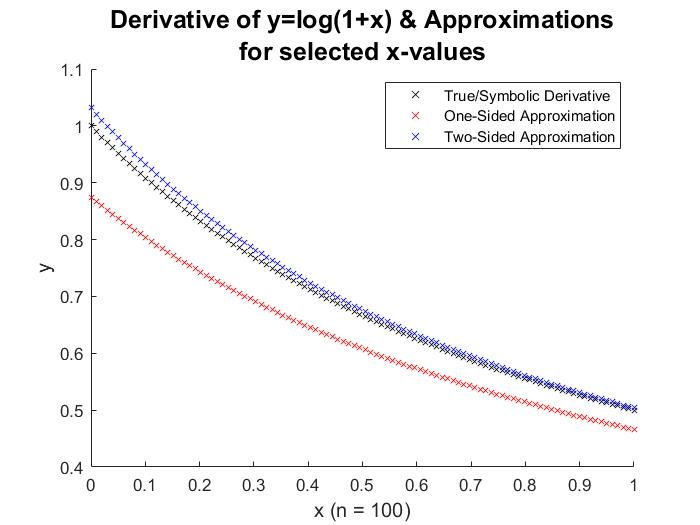 Derivative of y=log(1+x) & Approximations
for selected x-values
1.1
1
0.9
0.8
0.7
0.6
0.5
0.4
y
True/Symbolic Derivative
One-Sided Approximation
Two-Sided Approximation
0 0.1 0.2 0.3 0.4 0.5 0.6 0.7 0.8 0.9 1
x (n = 100)